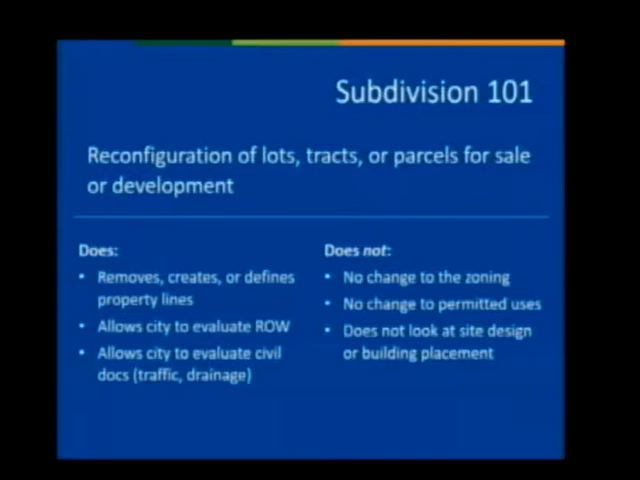 Subdivision 101
Reconfiguration of lots, tracts, or parcels for sale
or development
Does:
• Removes, creates, or defines
property lines
• Allows city to evaluate ROW
• Allows city to evaluate civil
docs (traffic, drainage)
Does not:
• No change to the zoning
• No change to permitted uses
• Does not look at site design
or building placement